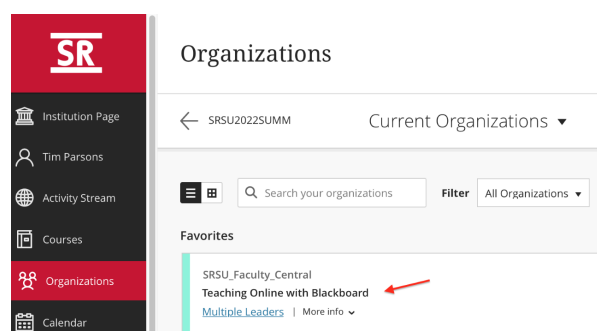 SR
Organizations
Institution Page
SRSU2022SUMM
Current Organizations
Tim Parsons
Activity Stream
Search your organizations
Filter
All Organizations
Courses
Favorites
Organizations
SRSU_Faculty_Central
Teaching Online with Blackboard
Multiple Leaders | More info
Calendar